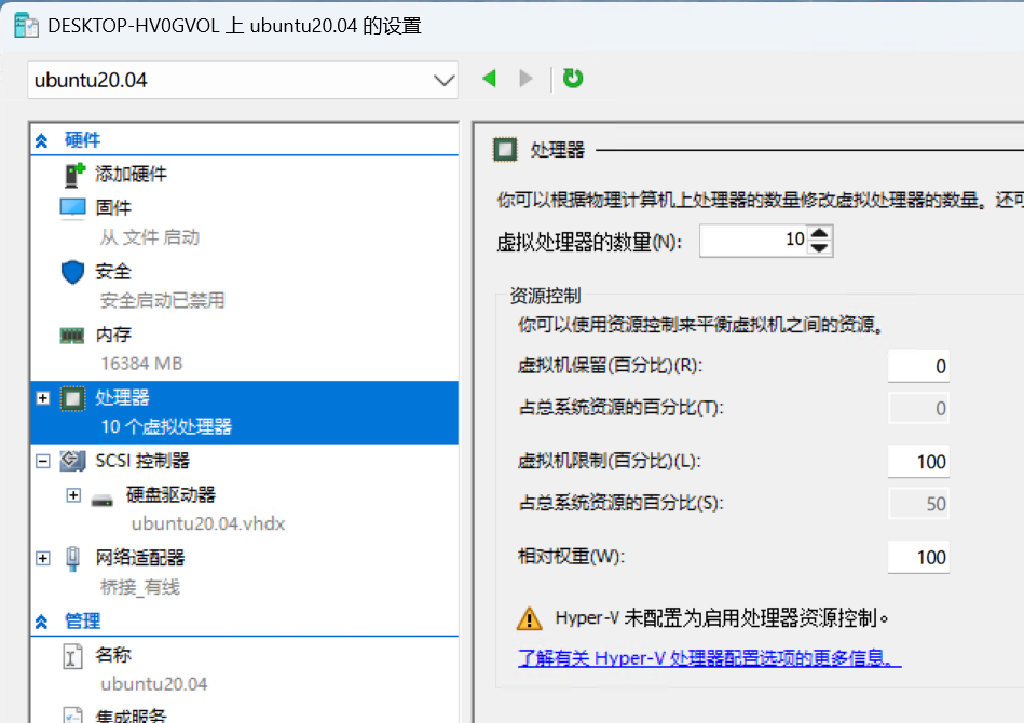 DESKTOP-HV0GVOL 上 ubuntu20.04 的设置
ubuntu20.04
硬件
添加硬件
固件
从 文件 启动
安全
安全启动已禁用
内存
16384 MB
处理器
10 个虚拟处理器
SCSI 控制器
硬盘驱动器
ubuntu20.04.vhdx
网络适配器
桥接_有线
管理
名称
ubuntu20.04
集成服务
处理器
你可以根据物理计算机上处理器的数量修改虚拟处理器的数量。还可
虚拟处理器的数量(N): 10
资源控制
你可以使用资源控制来平衡虚拟机之间的资源。
虚拟机保留(百分比)(R): 0
占总系统资源的百分比(T): 0
虚拟机限制(百分比)(L): 100
占总系统资源的百分比(S): 50
相对权重(W): 100
Hyper-V 未配置为启用处理器资源控制。
了解有关 Hyper-V 处理器配置选项的更多信息。